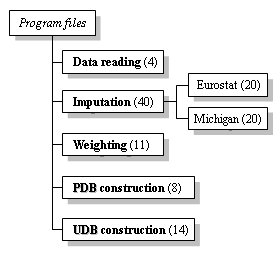 Program files
Data reading (4)
Imputation (40)
Eurostat (20)
Michigan (20)
Weighting (11)
PDB construction (8)
UDB construction (14)